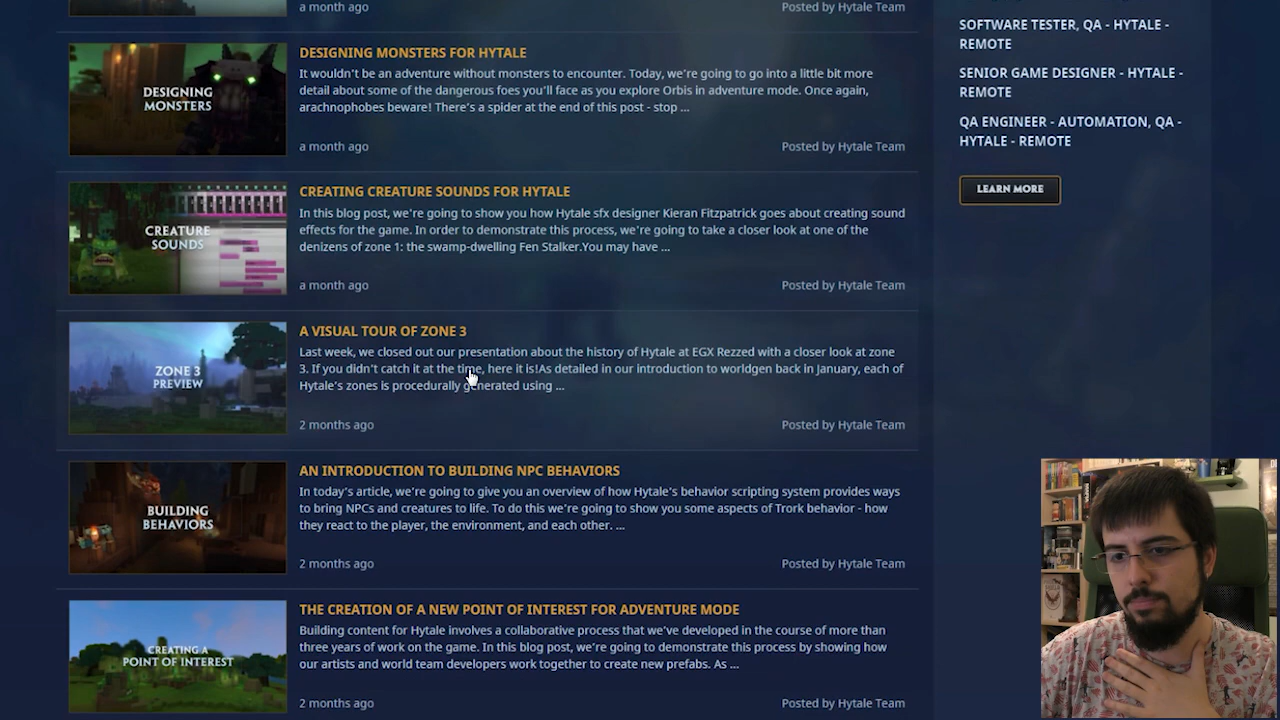 a month ago
Posted by Hytale Team
DESIGNING MONSTERS
DESIGNING MONSTERS FOR HYTALE
It wouldn't be an adventure without monsters to encounter. Today, we're going to go into a little bit more
detail about some of the dangerous foes you'll face as you explore Orbis in adventure mode. Once again,
arachnophobes beware! There's a spider at the end of this post - stop ...
a month ago
Posted by Hytale Team
CREATURE
SOUNDS
CREATING CREATURE SOUNDS FOR HYTALE
In this blog post, we're going to show you how Hytale sfx designer Kieran Fitzpatrick goes about creating sound
effects for the game. In order to demonstrate this process, we're going to take a closer look at one of the
denizens of zone 1: the swamp-dwelling Fen Stalker.You may have ...
a month ago
Posted by Hytale Team
ZONE 3
PREVIEW
A VISUAL TOUR OF ZONE 3
Last week, we closed out our presentation about the history of Hytale at EGX Rezzed with a closer look at zone
3. If you didn't catch it at the time, here it is!As detailed in our introduction to worldgen back in January, each of
Hytale's zones is procedurally generated using ...
2 months ago
Posted by Hytale Team
BUILDING
BEHAVIORS
AN INTRODUCTION TO BUILDING NPC BEHAVIORS
In today's article, we're going to give you an overview of how Hytale's behavior scripting system provides ways
to bring NPCs and creatures to life. To do this we're going to show you some aspects of Trork behavior - how
they react to the player, the environment, and each other. ...
2 months ago
Posted by Hytale Team
CREATING A
POINT OF INTEREST
THE CREATION OF A NEW POINT OF INTEREST FOR ADVENTURE MODE
Building content for Hytale involves a collaborative process that we've developed in the course of more than
three years of work on the game. In this blog post, we're going to demonstrate this process by showing how
our artists and world team developers work together to create new prefabs. As ...
2 months ago
Posted by Hytale Team
SOFTWARE TESTER, QA - HYTALE -
REMOTE
SENIOR GAME DESIGNER - HYTALE -
REMOTE
QA ENGINEER - AUTOMATION, QA -
HYTALE - REMOTE
LEARN MORE